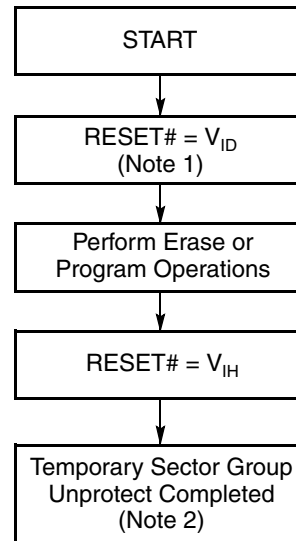 START
RESET# = V_ID
(Note 1)
Perform Erase or
Program Operations
RESET# = V_IH
Temporary Sector Group
Unprotect Completed
(Note 2)